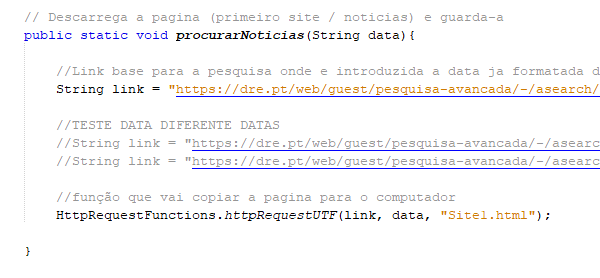 // Descarrega a pagina (primeiro site / noticias) e guarda-a
public static void procurarNoticias(String data){
//Link base para a pesquisa onde e introduzida a data ja formatada d
String link = "https://dre.pt/web/guest/pesquisa-avancada/-/asearch/
//TESTE DATA DIFERENTE DATAS
//String link = "https://dre.pt/web/guest/pesquisa-avancada/-/asearc
//String link = "https://dre.pt/web/guest/pesquisa-avancada/-/asearc
//função que vai copiar a pagina para o computador
HttpRequestFunctions.httpRequestUTF(link, data, "Site1.html");
}